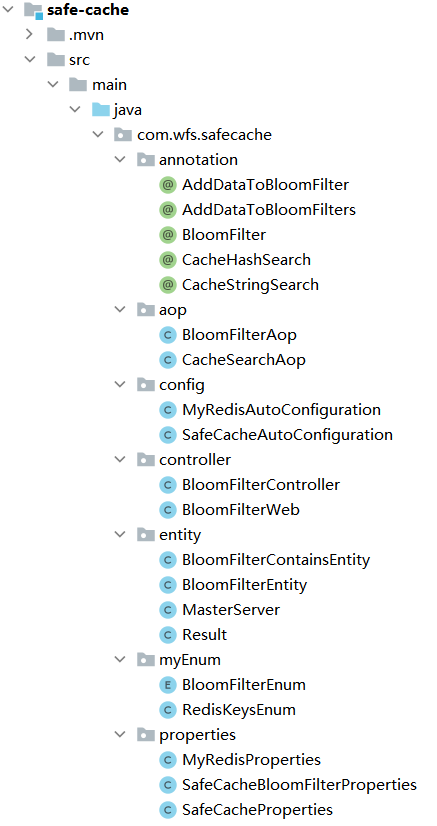 safe-cache
.mvn
src
main
java
com.wfs.safecache
annotation
AddDataToBloomFilter
AddDataToBloomFilters
BloomFilter
CacheHashSearch
CacheStringSearch
aop
BloomFilterAop
CacheSearchAop
config
MyRedisAutoConfiguration
SafeCacheAutoConfiguration
controller
BloomFilterController
BloomFilterWeb
entity
BloomFilterContainsEntity
BloomFilterEntity
MasterServer
Result
myEnum
BloomFilterEnum
RedisKeysEnum
properties
MyRedisProperties
SafeCacheBloomFilterProperties
SafeCacheProperties